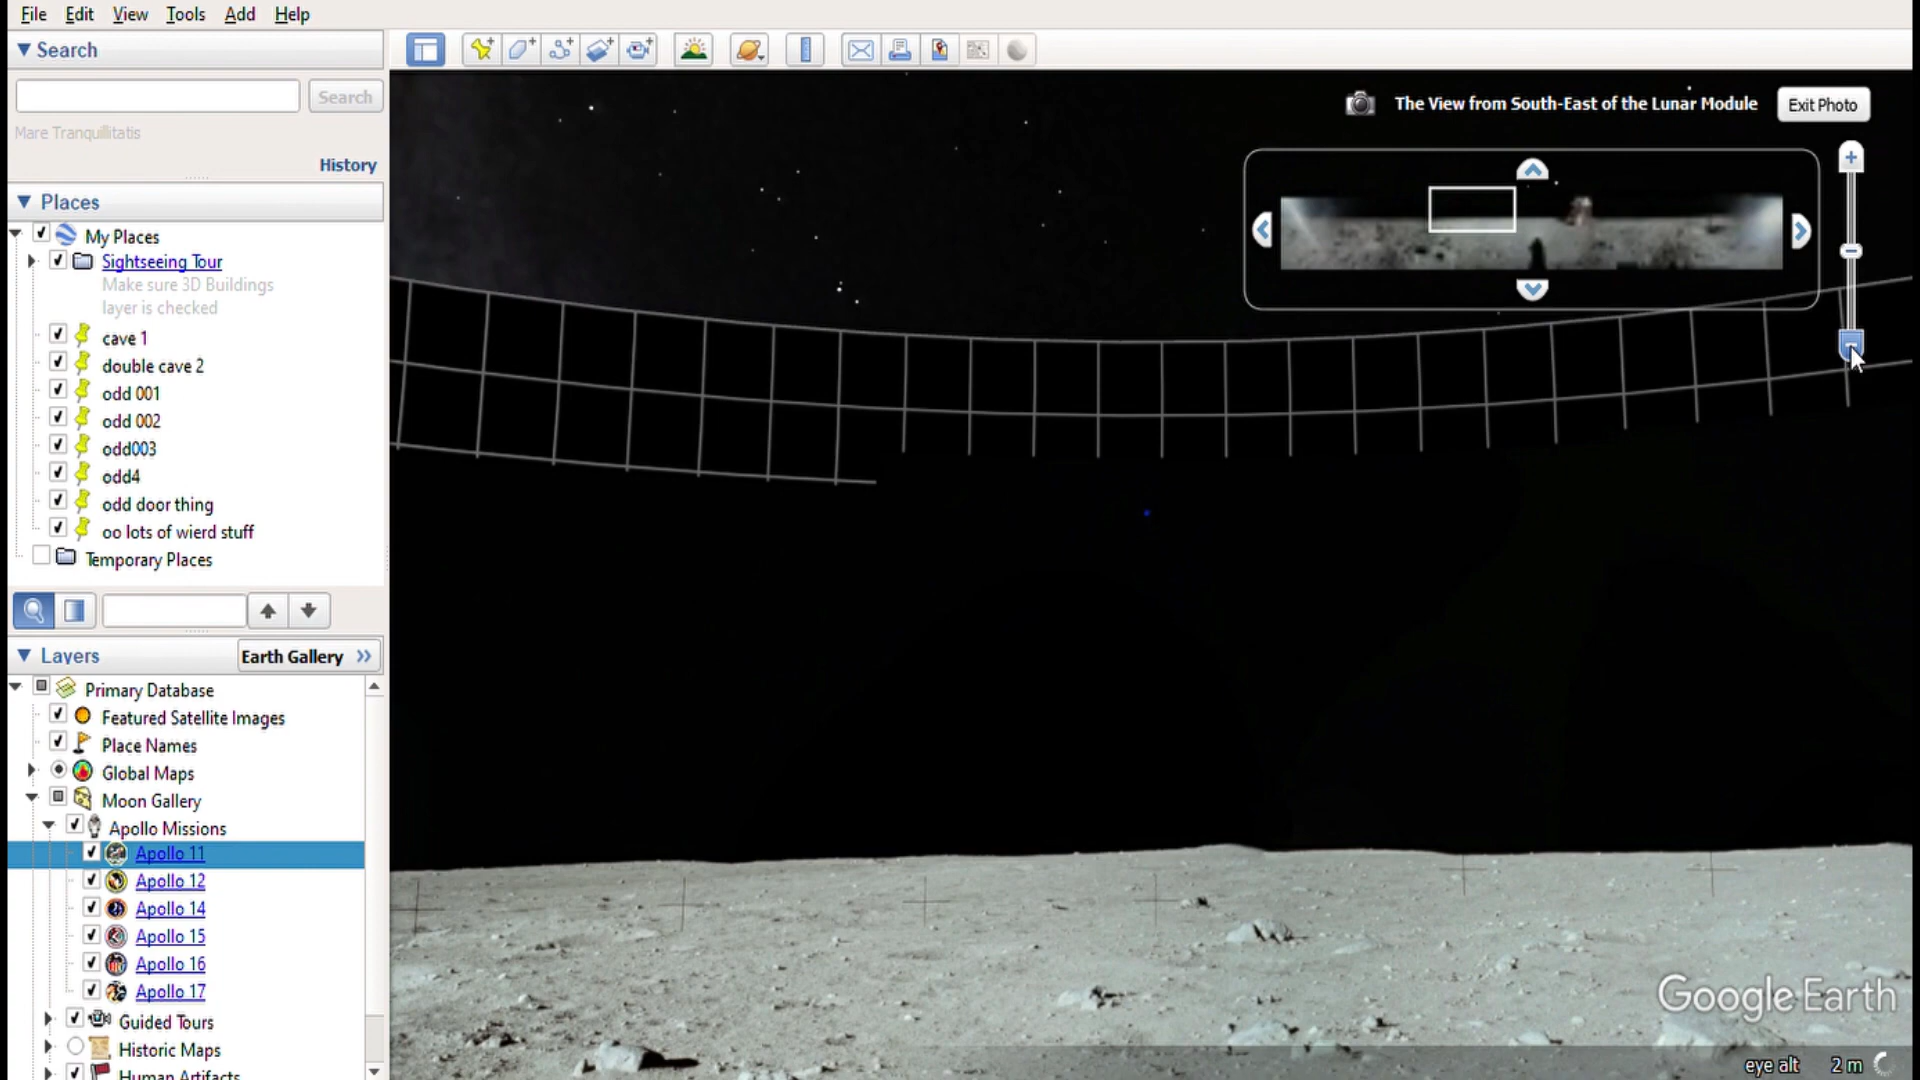 File Edit View Tools Add Help
Search
Search
Mare Tranquillitatis
History
Places
My Places
Sightseeing Tour
Make sure 3D Buildings
layer is checked
cave 1
double cave 2
odd 001
odd 002
odd003
odd4
odd door thing
oo lots of wierd stuff
Temporary Places
Layers
Earth Gallery
Primary Database
Featured Satellite Images
Place Names
Global Maps
Moon Gallery
Apollo Missions
Apollo 11
Apollo 12
Apollo 14
Apollo 15
Apollo 16
Apollo 17
Guided Tours
Historic Maps
Human Artifacts
The View from South-East of the Lunar Module
Exit Photo
Google Earth
eye alt 2 m